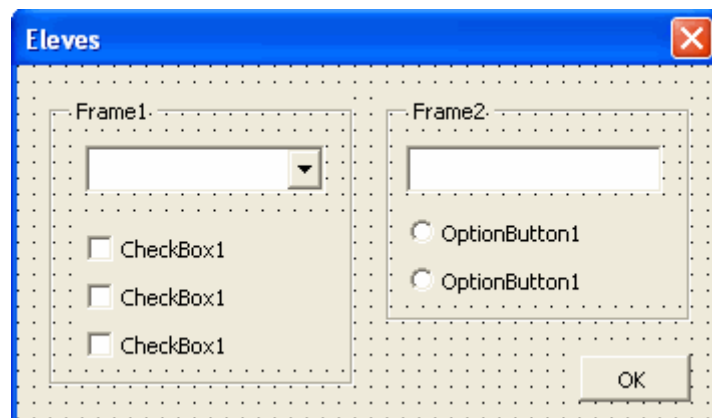 Eleves
Frame1
CheckBox1
CheckBox1
CheckBox1
Frame2
OptionButton1
OptionButton1
OK